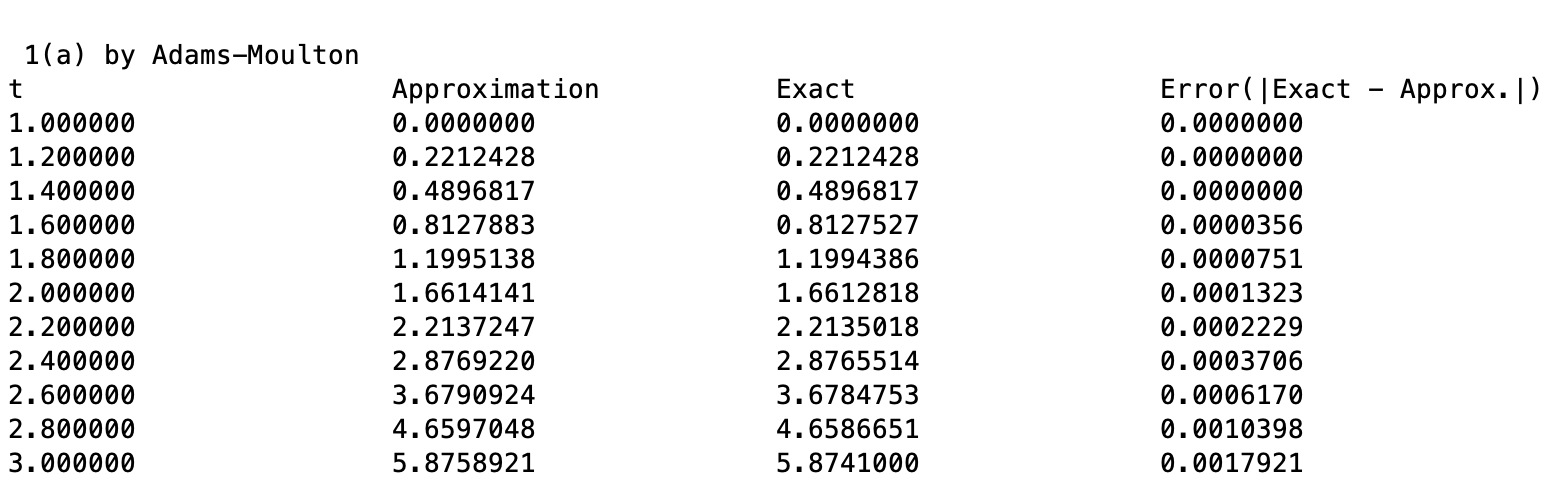 1(a) by Adams-Moulton
t Approximation Exact Error(|Exact - Approx.|)
1.000000 0.0000000 0.0000000 0.0000000
1.200000 0.2212428 0.2212428 0.0000000
1.400000 0.4896817 0.4896817 0.0000000
1.600000 0.8127883 0.8127527 0.0000356
1.800000 1.1995138 1.1994386 0.0000751
2.000000 1.6614141 1.6612818 0.0001323
2.200000 2.2137247 2.2135018 0.0002229
2.400000 2.8769220 2.8765514 0.0003706
2.600000 3.6790924 3.6784753 0.0006170
2.800000 4.6597048 4.6586651 0.0010398
3.000000 5.8758921 5.8741000 0.0017921